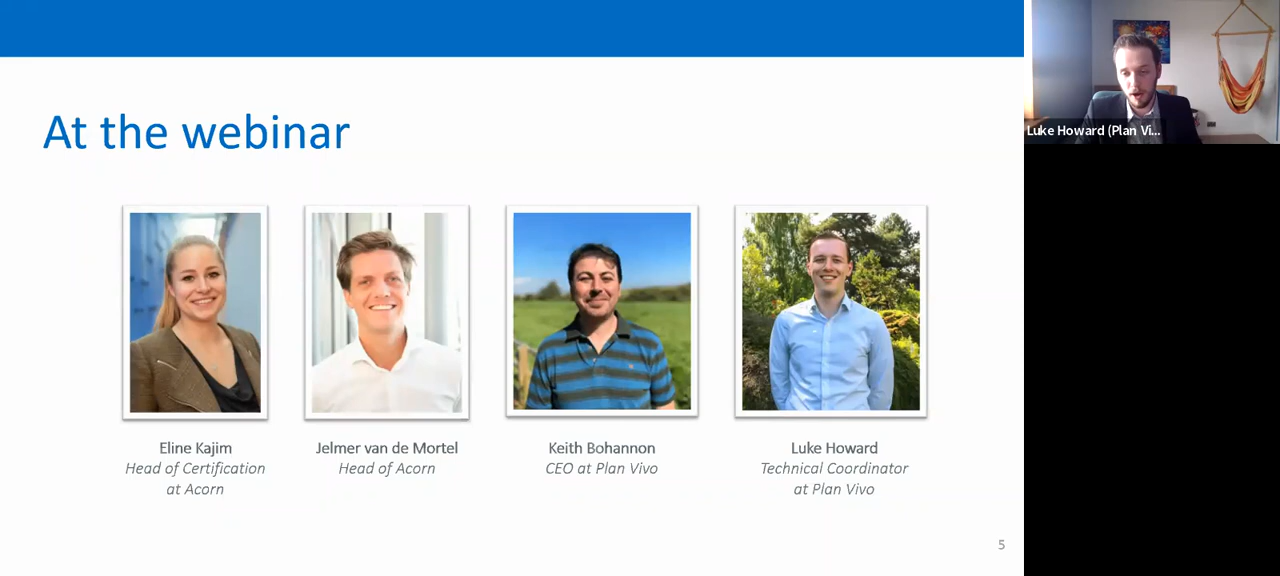 At the webinar
Eline Kajim
Head of Certification
at Acorn
Jelmer van de Mortel
Head of Acorn
Keith Bohannon
CEO at Plan Vivo
Luke Howard
Technical Coordinator
at Plan Vivo
5
Luke Howard (Plan Vi...